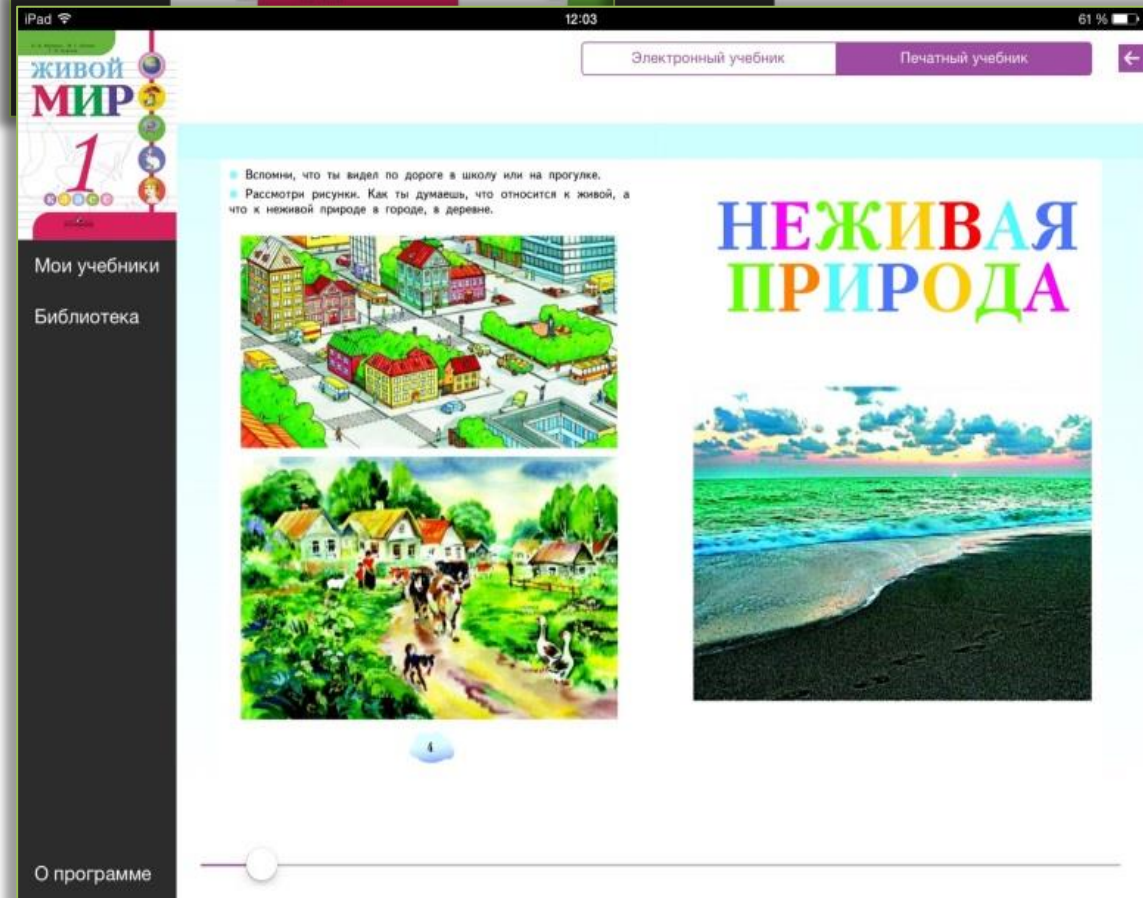 iPad
12:03
61 %
ЖИВОЙ
МИР
1
КЛАСС
Электронный учебник
Печатный учебник
Мои учебники
Библиотека
Вспомни, что ты видел по дороге в школу или на прогулке.
Рассмотри рисунки. Как ты думаешь, что относится к живой, а
что к неживой природе в городе, в деревне.
4
НЕЖИВАЯ
ПРИРОДА
О программе